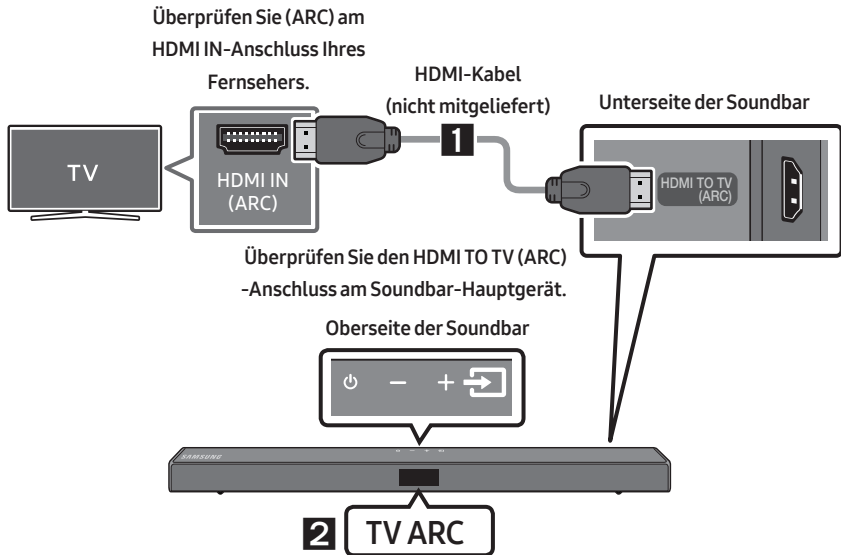 Überprüfen Sie (ARC) am
HDMI IN-Anschluss Ihres
Fernsehers.
HDMI-Kabel
(nicht mitgeliefert)
Unterseite der Soundbar
TV
HDMI IN
(ARC)
1
HDMI TO TV
(ARC)
Überprüfen Sie den HDMI TO TV (ARC)
-Anschluss am Soundbar-Hauptgerät.
Oberseite der Soundbar
SAMSUNG
2
TV ARC